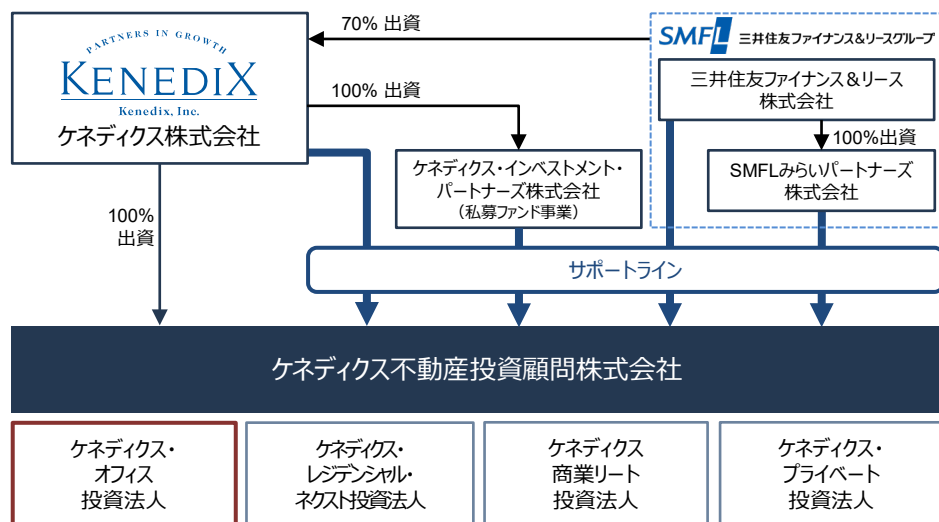 PARTNERS IN GROWTH
KENEDIX
Kenedix, Inc.
ケネディクス株式会社
70% 出資
SMFL 三井住友ファイナンス&リースグループ
三井住友ファイナンス&リース
株式会社
100% 出資
100%出資
ケネディクス・インベストメント・
パートナーズ株式会社
（私募ファンド事業）
SMFLみらいパートナーズ
株式会社
100%
出資
サポートライン
ケネディクス不動産投資顧問株式会社
ケネディクス・
オフィス
投資法人
ケネディクス・
レジデンシャル・
ネクスト投資法人
ケネディクス
商業リート
投資法人
ケネディクス・
プライベート
投資法人